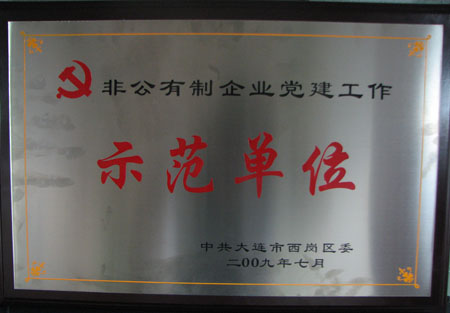 非公有制企业党建工作
示范单位
中共大连市西岗区委
二00九年七月